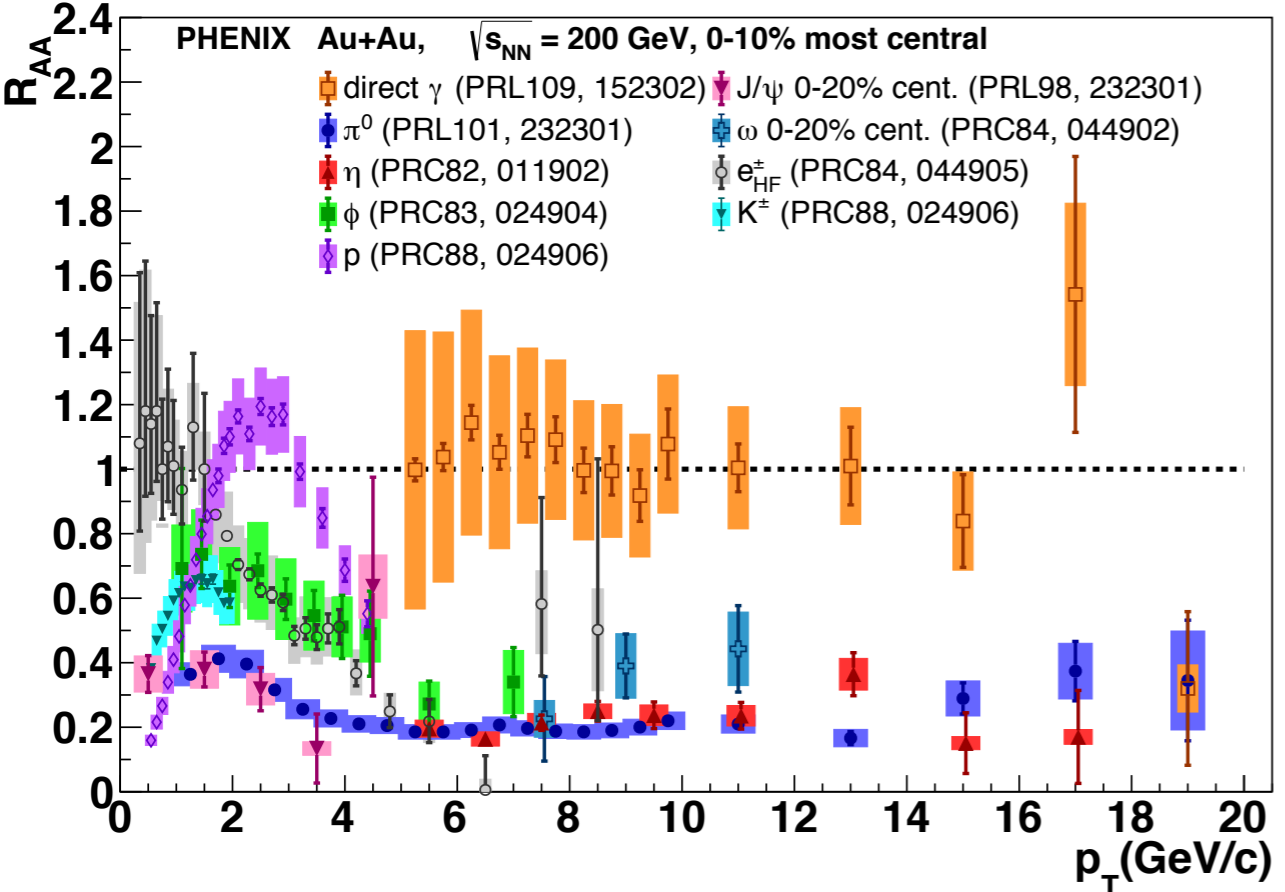 R_AA
2.4
2.2
2
1.8
1.6
1.4
1.2
1
0.8
0.6
0.4
0.2
0
PHENIX Au+Au, √s_NN = 200 GeV, 0-10% most central
direct γ (PRL109, 152302)
J/ψ 0-20% cent. (PRL98, 232301)
π⁰ (PRL101, 232301)
ω 0-20% cent. (PRC84, 044902)
η (PRC82, 011902)
e±HF (PRC84, 044905)
ϕ (PRC83, 024904)
K± (PRC88, 024906)
p (PRC88, 024906)
0 2 4 6 8 10 12 14 16 18 20
p_T(GeV/c)